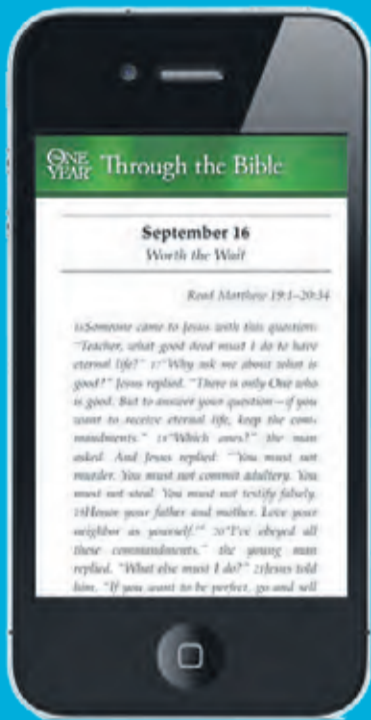 ONE YEAR Through the Bible
September 16
Worth the Wait
Read Matthew 19:1–20:34
16Someone came to Jesus with this question:
"Teacher, what good deed must I do to have
eternal life?" 17"Why ask me about what is
good?" Jesus replied. "There is only One who
is good. But to answer your question—if you
want to receive eternal life, keep the com-
mandments." 18"Which ones?" the man
asked. And Jesus replied: "'You must not
murder. You must not commit adultery. You
must not steal. You must not testify falsely.
19Honor your father and mother. Love your
neighbor as yourself.'" 20"I've obeyed all
these commandments," the young man
replied. "What else must I do?" 21Jesus told
him, "If you want to be perfect, go and sell